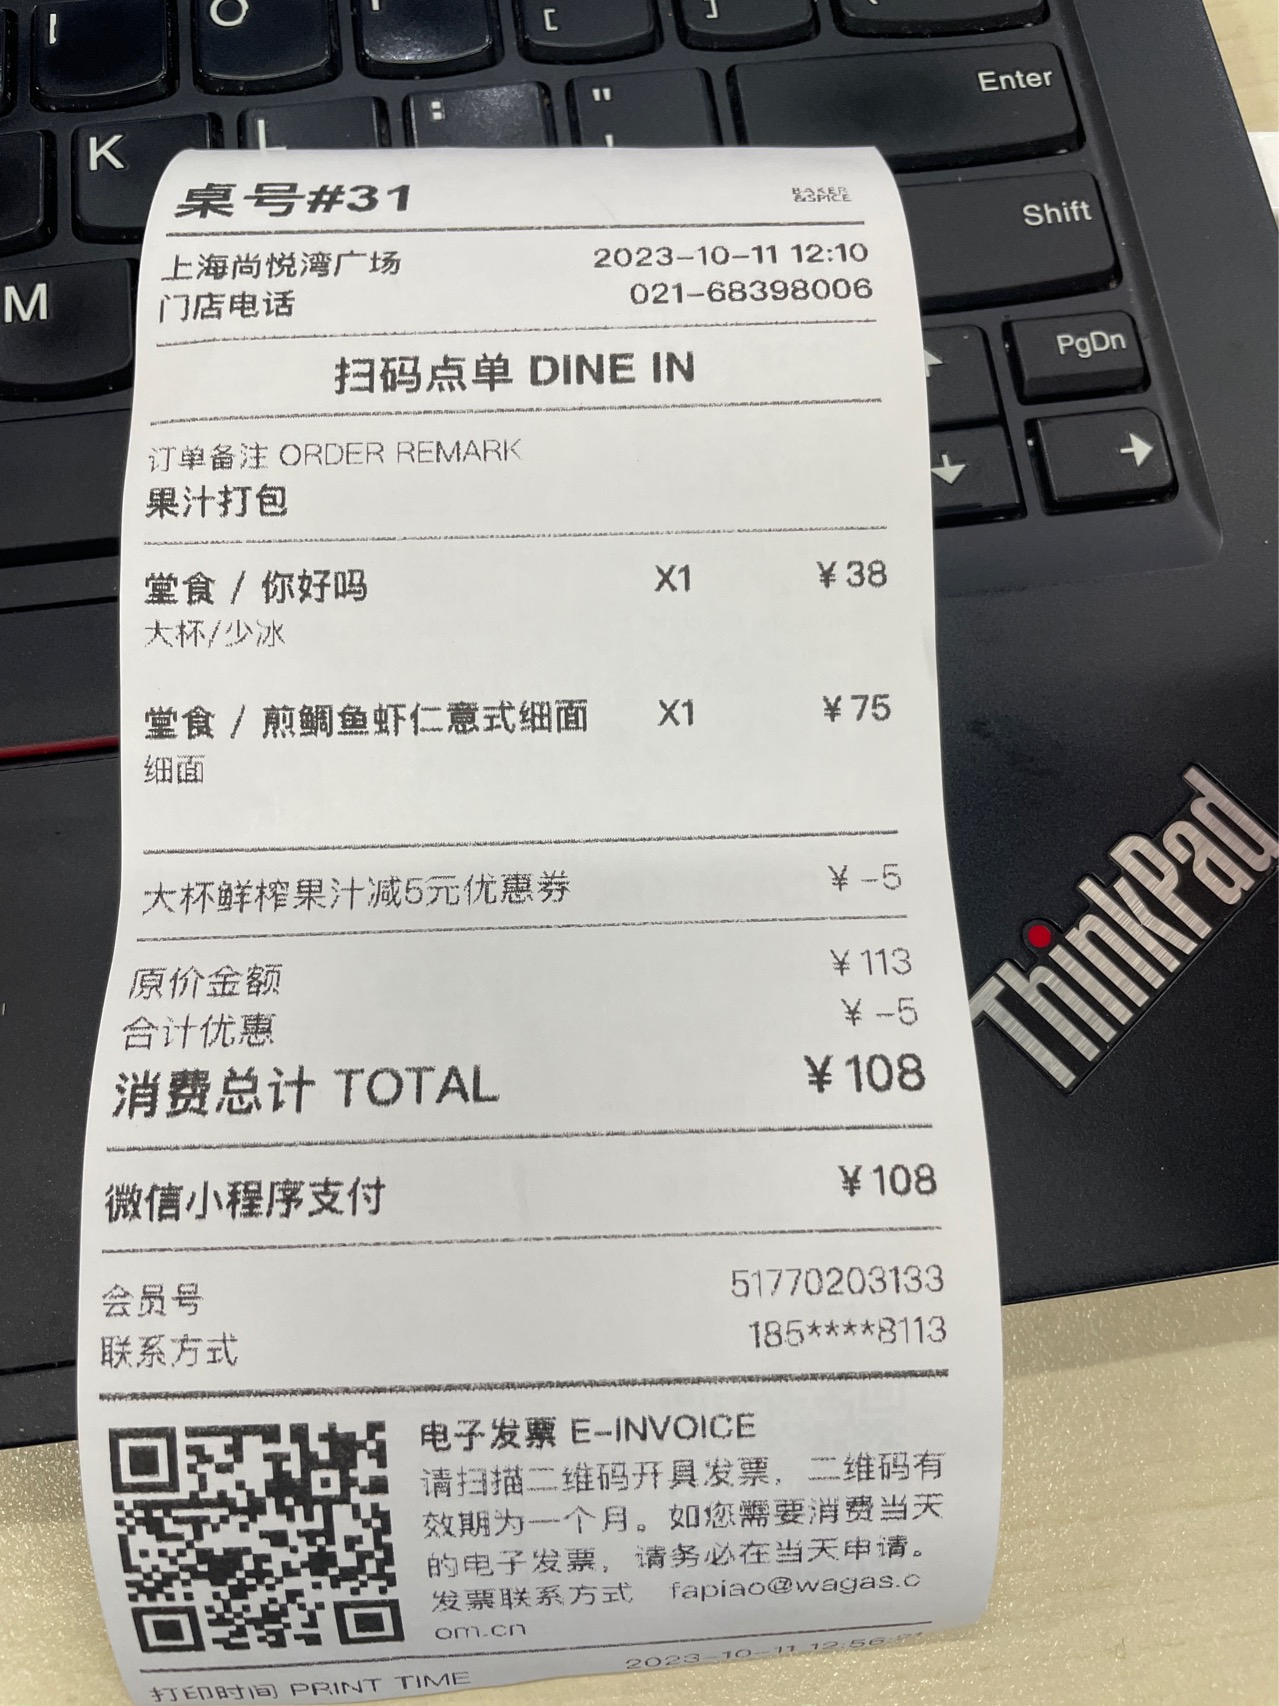 I
O
[
]
Enter
K
L
:
"
'
Shift
M
PgDn
桌号#31
BAKER
&SPICE
上海尚悦湾广场 2023-10-11 12:10
门店电话 021-68398006
扫码点单 DINE IN
订单备注 ORDER REMARK
果汁打包
堂食 / 你好吗 X1 ¥38
大杯/少冰
堂食 / 煎鲷鱼虾仁意式细面 X1 ¥75
细面
大杯鲜榨果汁减5元优惠券 ¥-5
原价金额 ¥113
合计优惠 ¥-5
消费总计 TOTAL ¥108
微信小程序支付 ¥108
会员号 51770203133
联系方式 185****8113
电子发票 E-INVOICE
请扫描二维码开具发票，二维码有
效期为一个月。如您需要消费当天
的电子发票，请务必在当天申请。
发票联系方式 fapiao@wagas.c
om.cn
打印时间 PRINT TIME 2023-10-11 12:56
ThinkPad